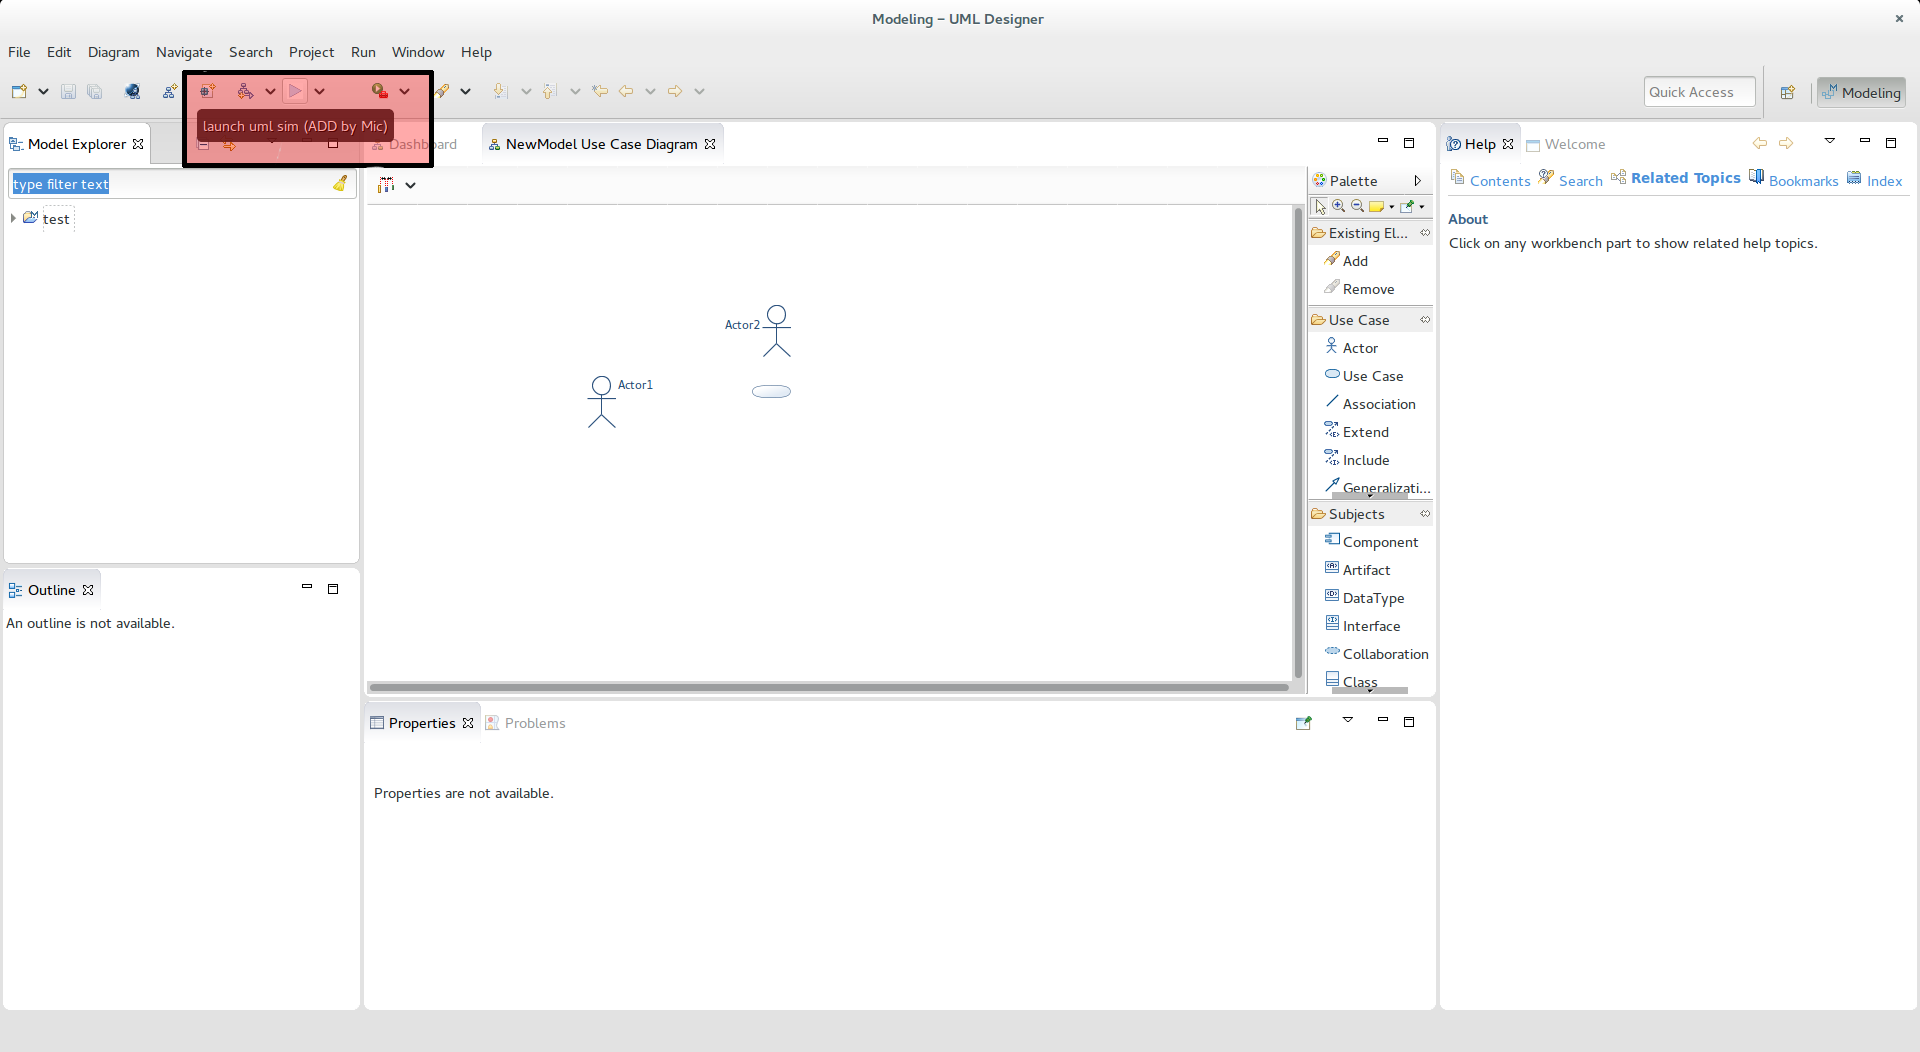 Modeling – UML Designer
File Edit Diagram Navigate Search Project Run Window Help
Quick Access
Modeling
launch uml sim (ADD by Mic)
Model Explorer
Dashboard
NewModel Use Case Diagram
Help
Welcome
type filter text
test
Palette
Contents Search Related Topics Bookmarks Index
About
Click on any workbench part to show related help topics.
Existing El...
Add
Remove
Use Case
Actor
Use Case
Association
Extend
Include
Generalizati...
Subjects
Component
Artifact
DataType
Interface
Collaboration
Class
Actor2
Actor1
Outline
An outline is not available.
Properties
Problems
Properties are not available.